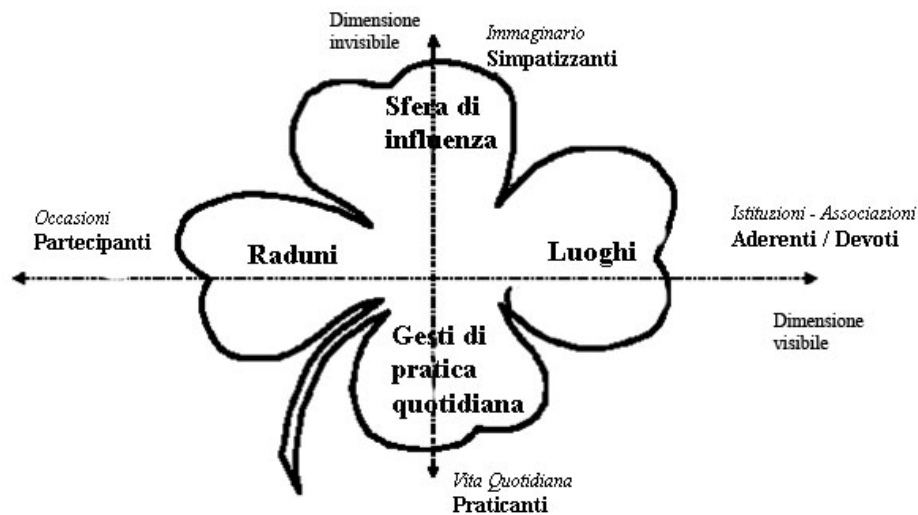 Dimensione
invisibile
Immaginario
Simpatizzanti
Sfera di
influenza
Occasioni
Partecipanti
Raduni
Luoghi
Istituzioni - Associazioni
Aderenti / Devoti
Dimensione
visibile
Gesti di
pratica
quotidiana
Vita Quotidiana
Praticanti